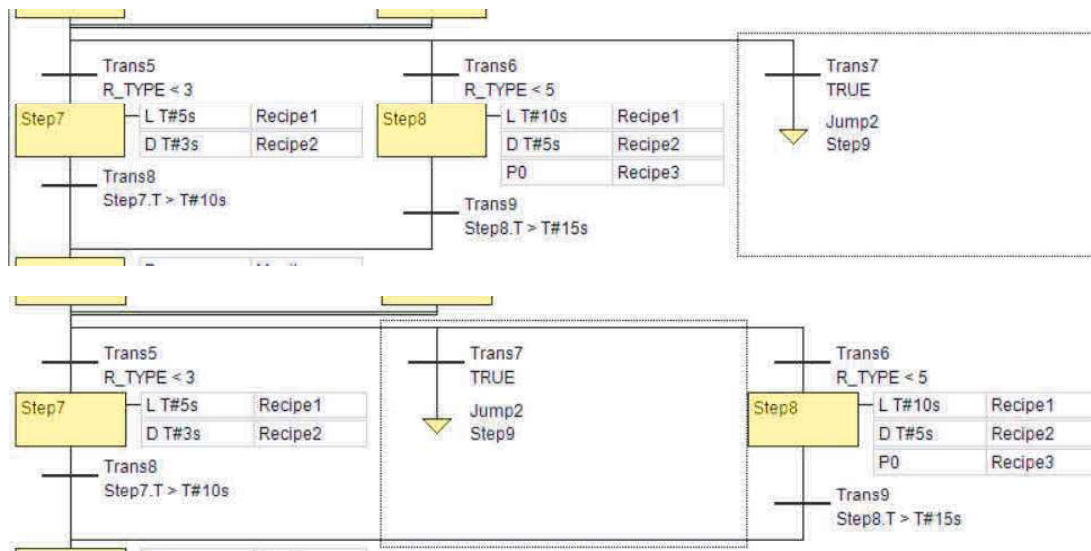 Trans5
R_TYPE < 3
Trans6
R_TYPE < 5
Trans7
TRUE
Step7
L T#5s Recipe1
D T#3s Recipe2
Step8
L T#10s Recipe1
D T#5s Recipe2
P0 Recipe3
Jump2
Step9
Trans8
Step7.T > T#10s
Trans9
Step8.T > T#15s
Trans5
R_TYPE < 3
Trans7
TRUE
Trans6
R_TYPE < 5
Step7
L T#5s Recipe1
D T#3s Recipe2
Jump2
Step9
Step8
L T#10s Recipe1
D T#5s Recipe2
P0 Recipe3
Trans8
Step7.T > T#10s
Trans9
Step8.T > T#15s